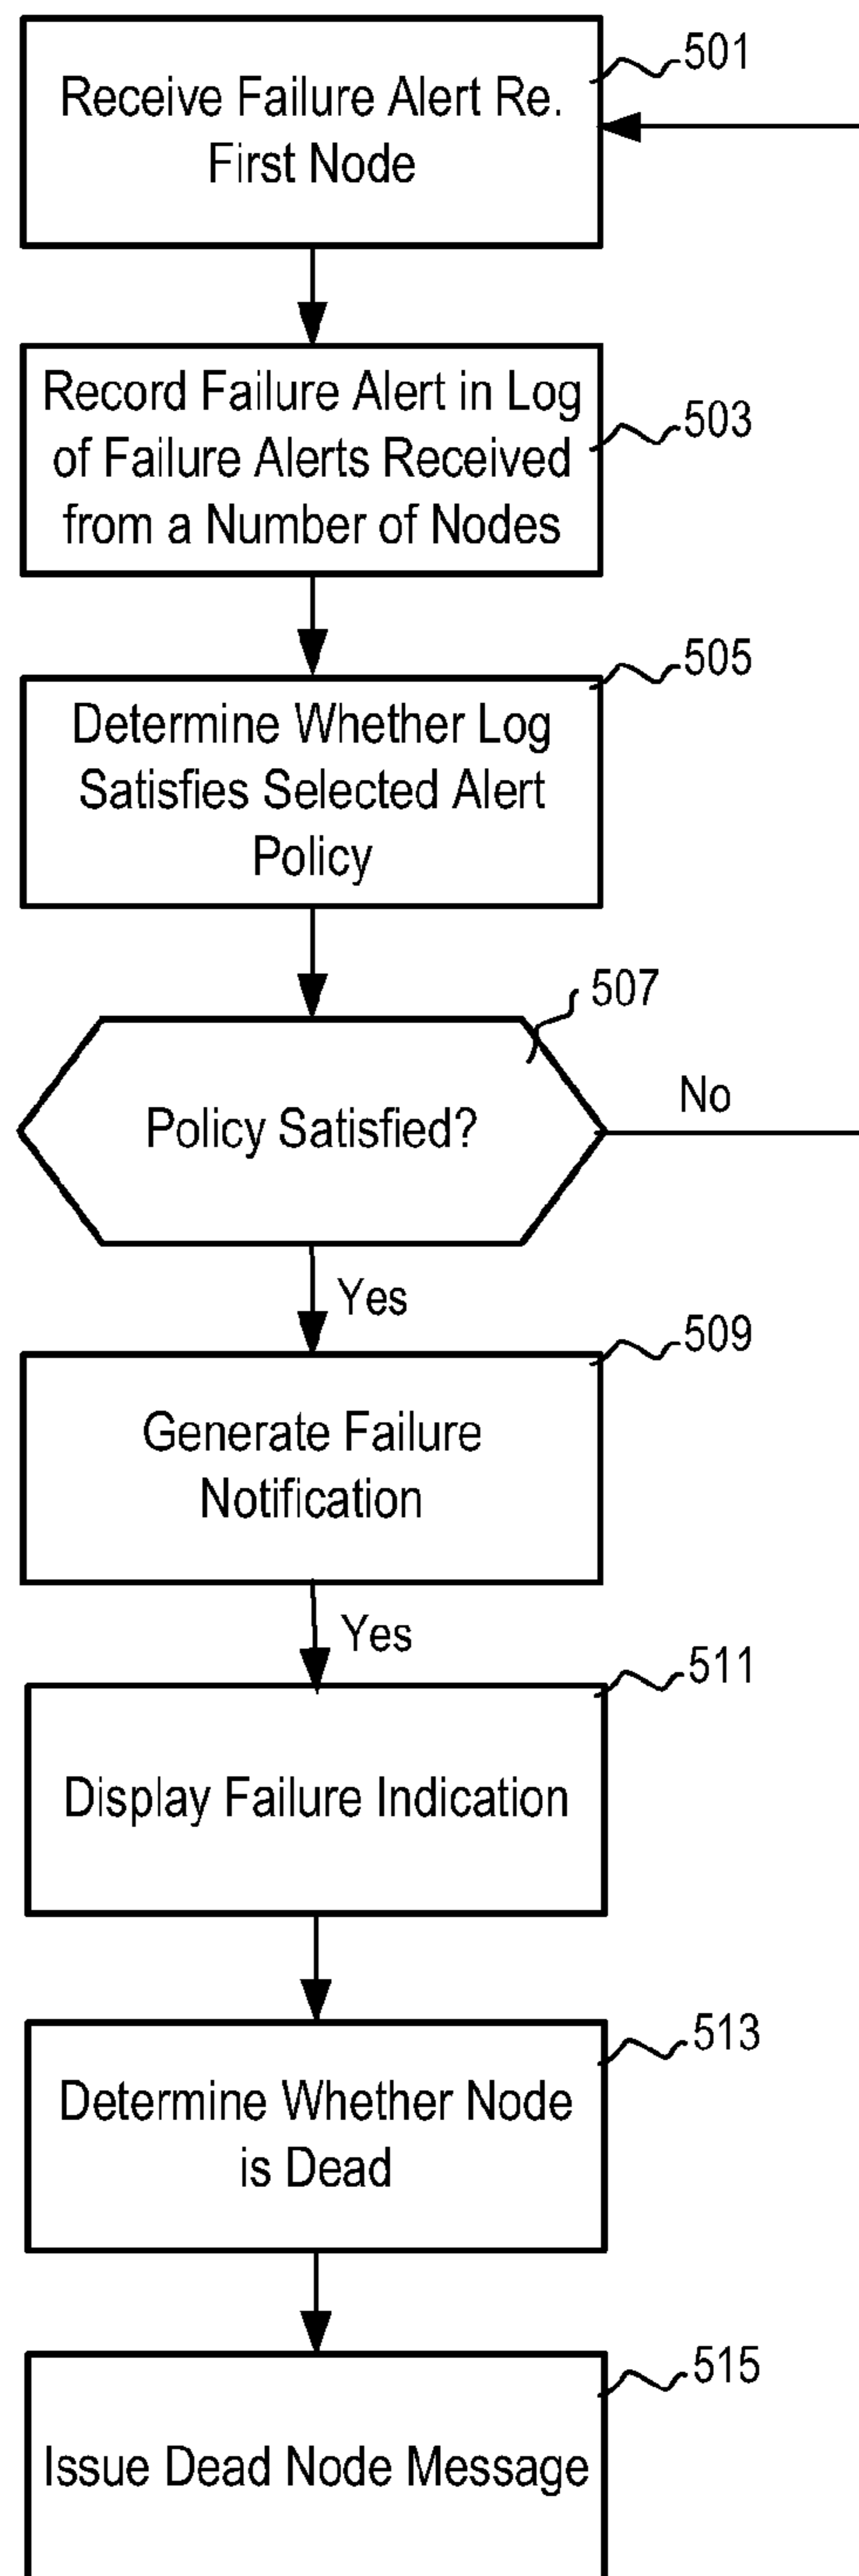 501
Receive Failure Alert Re.
First Node
503
Record Failure Alert in Log
of Failure Alerts Received
from a Number of Nodes
505
Determine Whether Log
Satisfies Selected Alert
Policy
507
Policy Satisfied?
No
Yes
509
Generate Failure
Notification
Yes
511
Display Failure Indication
513
Determine Whether Node
is Dead
515
Issue Dead Node Message